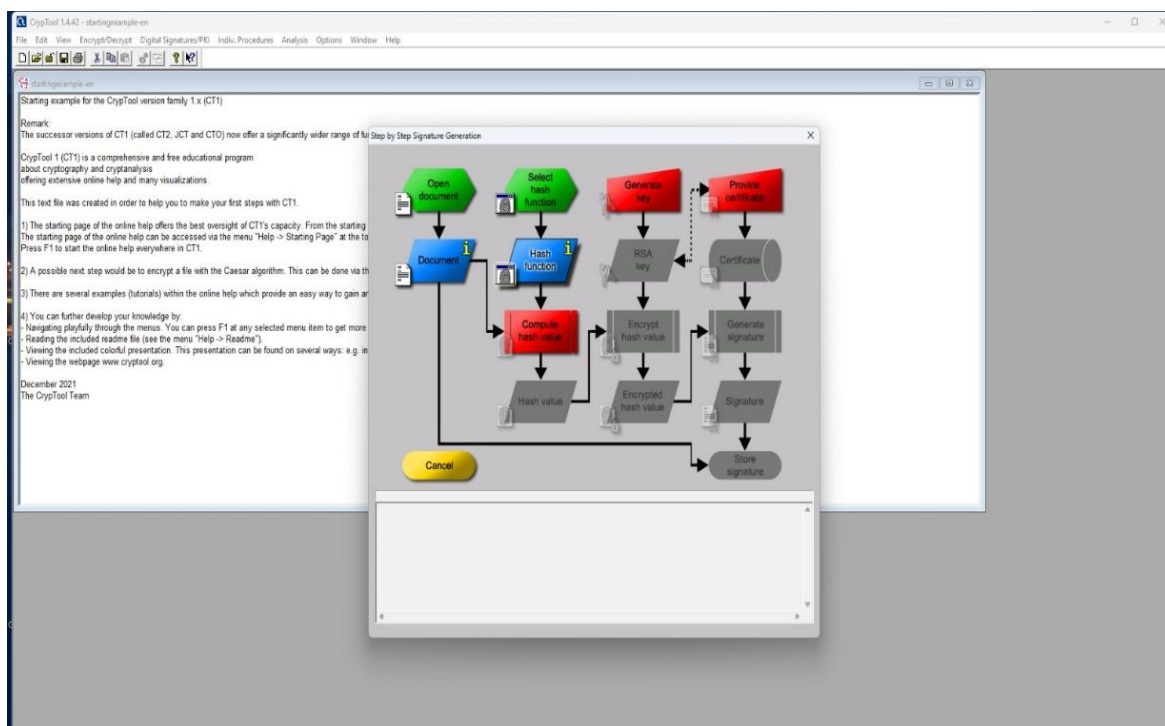 CrypTool 1.4.42 - startingexample-en
File Edit View Encrypt/Decrypt Digital Signatures/PKI Indiv. Procedures Analysis Options Window Help
startingexample-en
Starting example for the CrypTool version family 1.x (CT1)
Remark:
The successor versions of CT1 (called CT2, JCT and CTO) now offer a significantly wider range of fu
CrypTool 1 (CT1) is a comprehensive and free educational program
about cryptography and cryptanalysis
offering extensive online help and many visualizations.
This text file was created in order to help you to make your first steps with CT1.
1) The starting page of the online help offers the best oversight of CT1's capacity. From the starting
The starting page of the online help can be accessed via the menu "Help -> Starting Page" at the to
Press F1 to start the online help everywhere in CT1.
2) A possible next step would be to encrypt a file with the Caesar algorithm. This can be done via th
3) There are several examples (tutorials) within the online help which provide an easy way to gain an
4) You can further develop your knowledge by:
- Navigating playfully through the menus. You can press F1 at any selected menu item to get more
- Reading the included readme file (see the menu "Help -> Readme").
- Viewing the included colorful presentation. This presentation can be found on several ways: e.g. in
- Viewing the webpage www.cryptool.org.
December 2021
The CrypTool Team
Step by Step Signature Generation
Open
document
Select
hash
function
Generate
key
Provide
certificate
Document
Hash
function
RSA
key
Certificate
Compute
hash value
Encrypt
hash value
Generate
signature
Hash value
Encrypted
hash value
Signature
Cancel
Store
signature